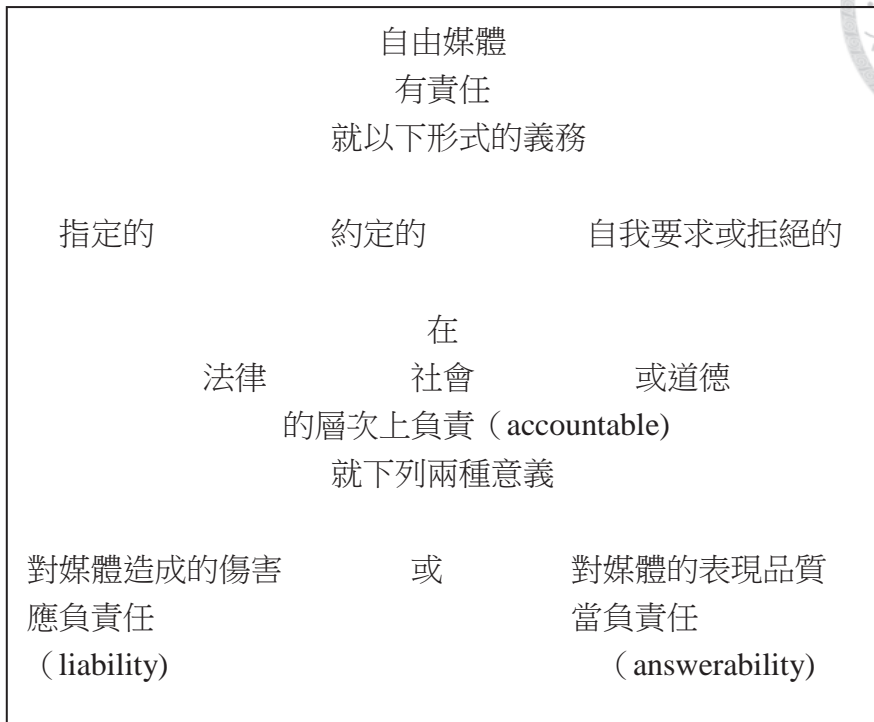 自由媒體
有責任
就以下形式的義務
指定的 約定的 自我要求或拒絕的
在
法律 社會 或道德
的層次上負責（accountable)
就下列兩種意義
對媒體造成的傷害 或 對媒體的表現品質
應負責任 當負責任
（liability) （answerability)